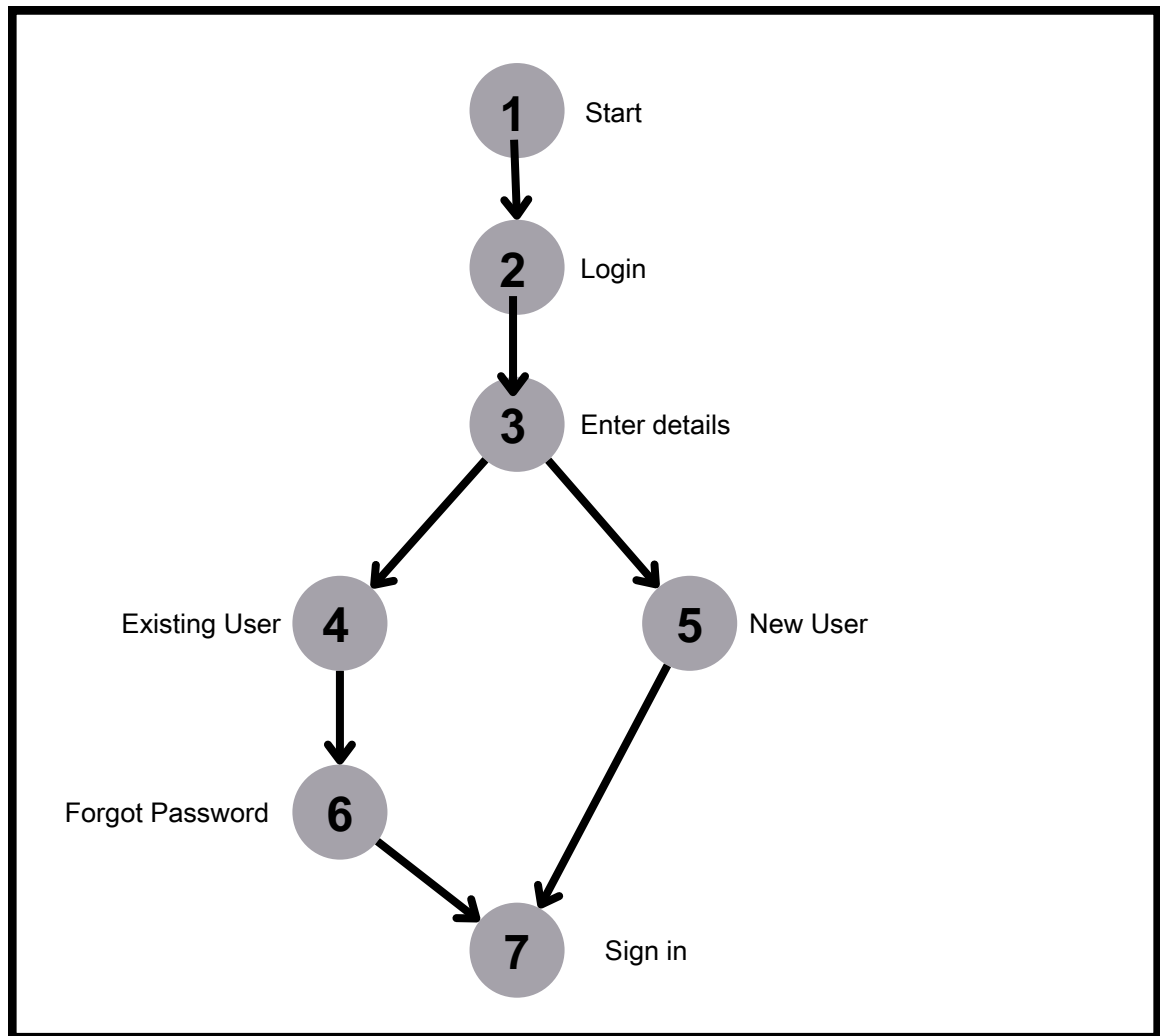 1 Start
2 Login
3 Enter details
Existing User 4
5 New User
Forgot Password 6
7 Sign in